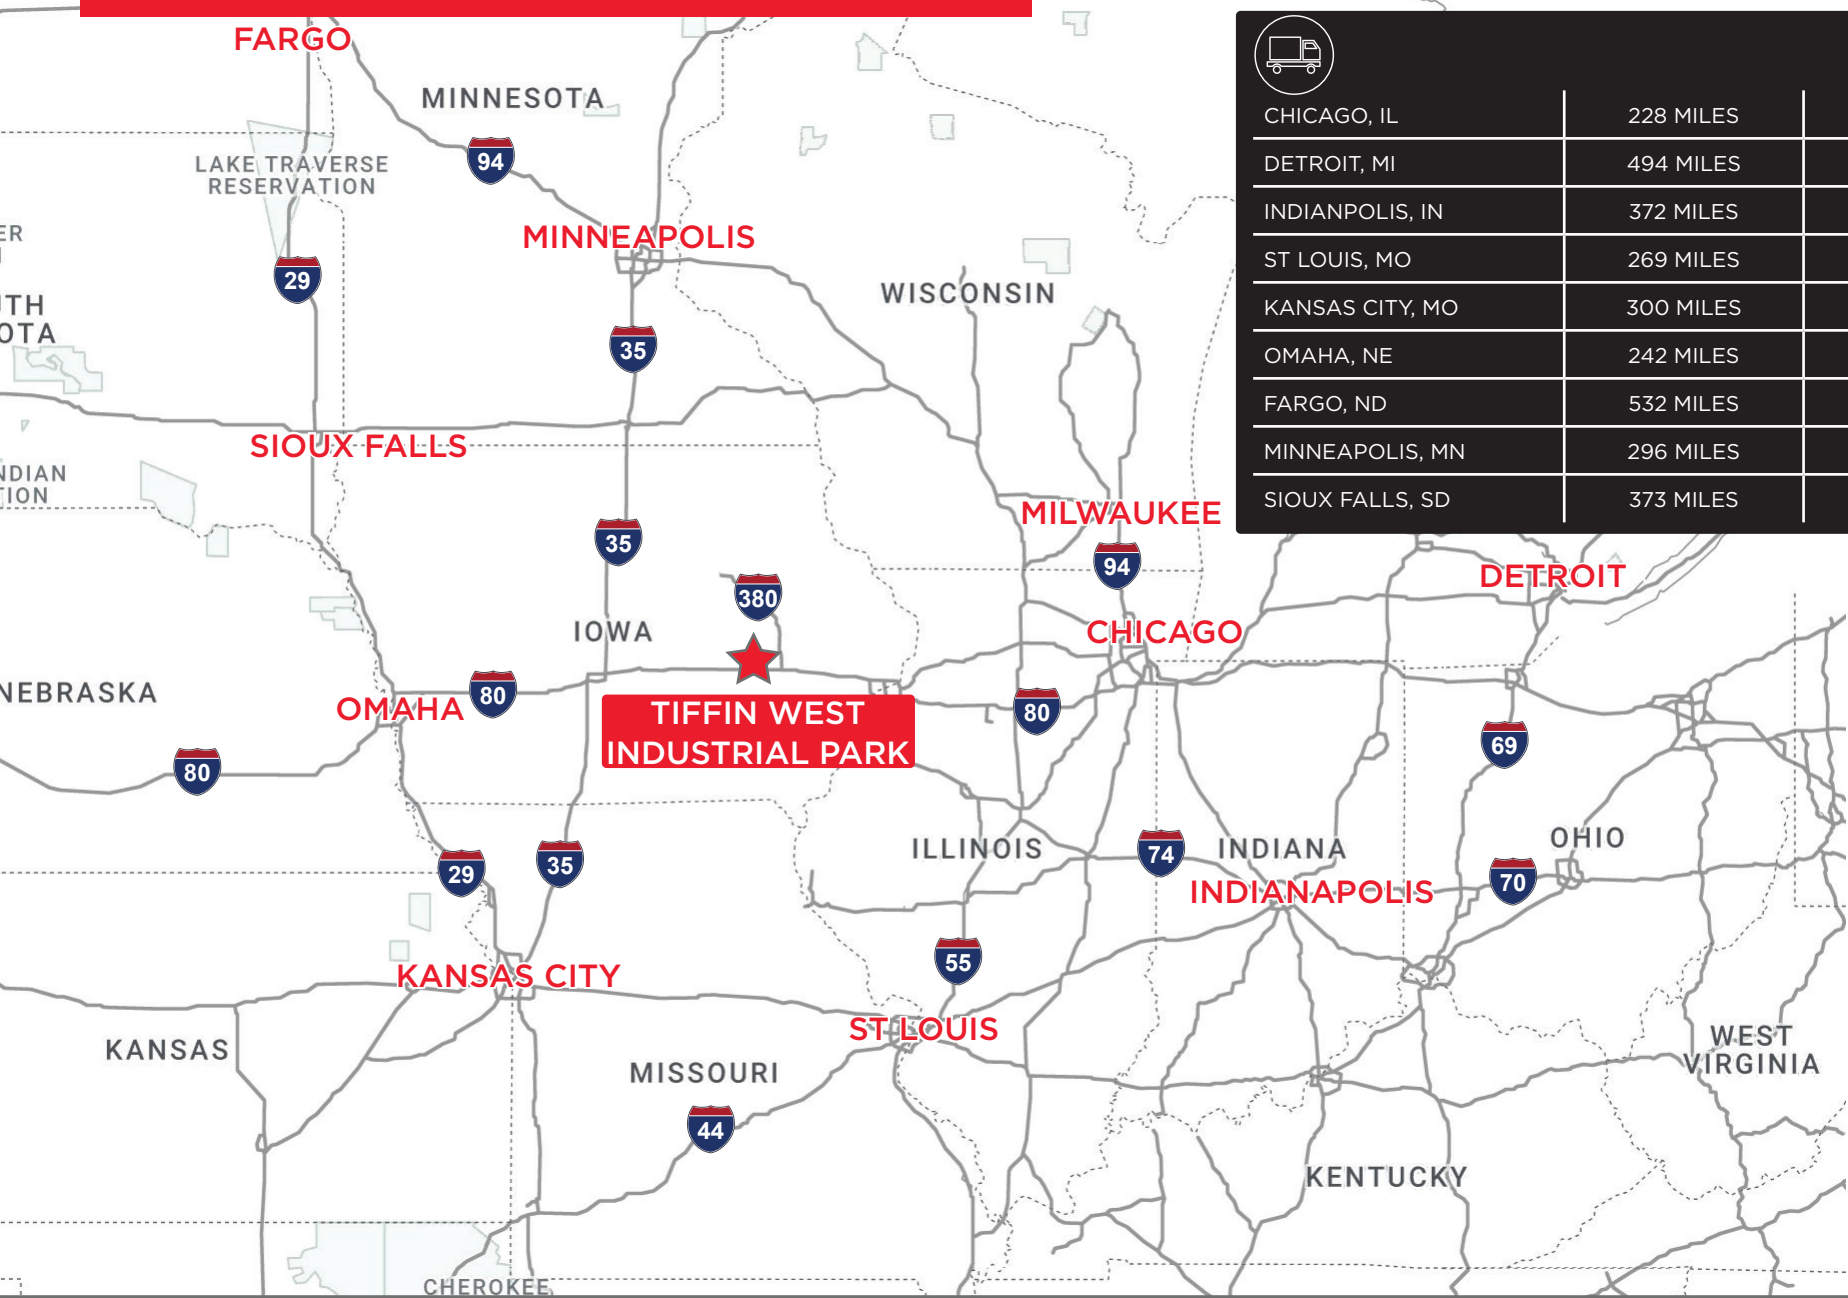 FARGO
MINNESOTA
94
LAKE TRAVERSE
RESERVATION
MINNEAPOLIS
29
35
WISCONSIN
SIOUX FALLS
35
MILWAUKEE
94
380
IOWA
CHICAGO
DETROIT
NEBRASKA
OMAHA
80
TIFFIN WEST
INDUSTRIAL PARK
80
69
80
29
35
ILLINOIS
74
INDIANA
OHIO
INDIANAPOLIS
70
55
KANSAS CITY
ST LOUIS
KANSAS
MISSOURI
WEST
VIRGINIA
44
KENTUCKY
CHEROKEE
CHICAGO, IL 228 MILES
DETROIT, MI 494 MILES
INDIANPOLIS, IN 372 MILES
ST LOUIS, MO 269 MILES
KANSAS CITY, MO 300 MILES
OMAHA, NE 242 MILES
FARGO, ND 532 MILES
MINNEAPOLIS, MN 296 MILES
SIOUX FALLS, SD 373 MILES